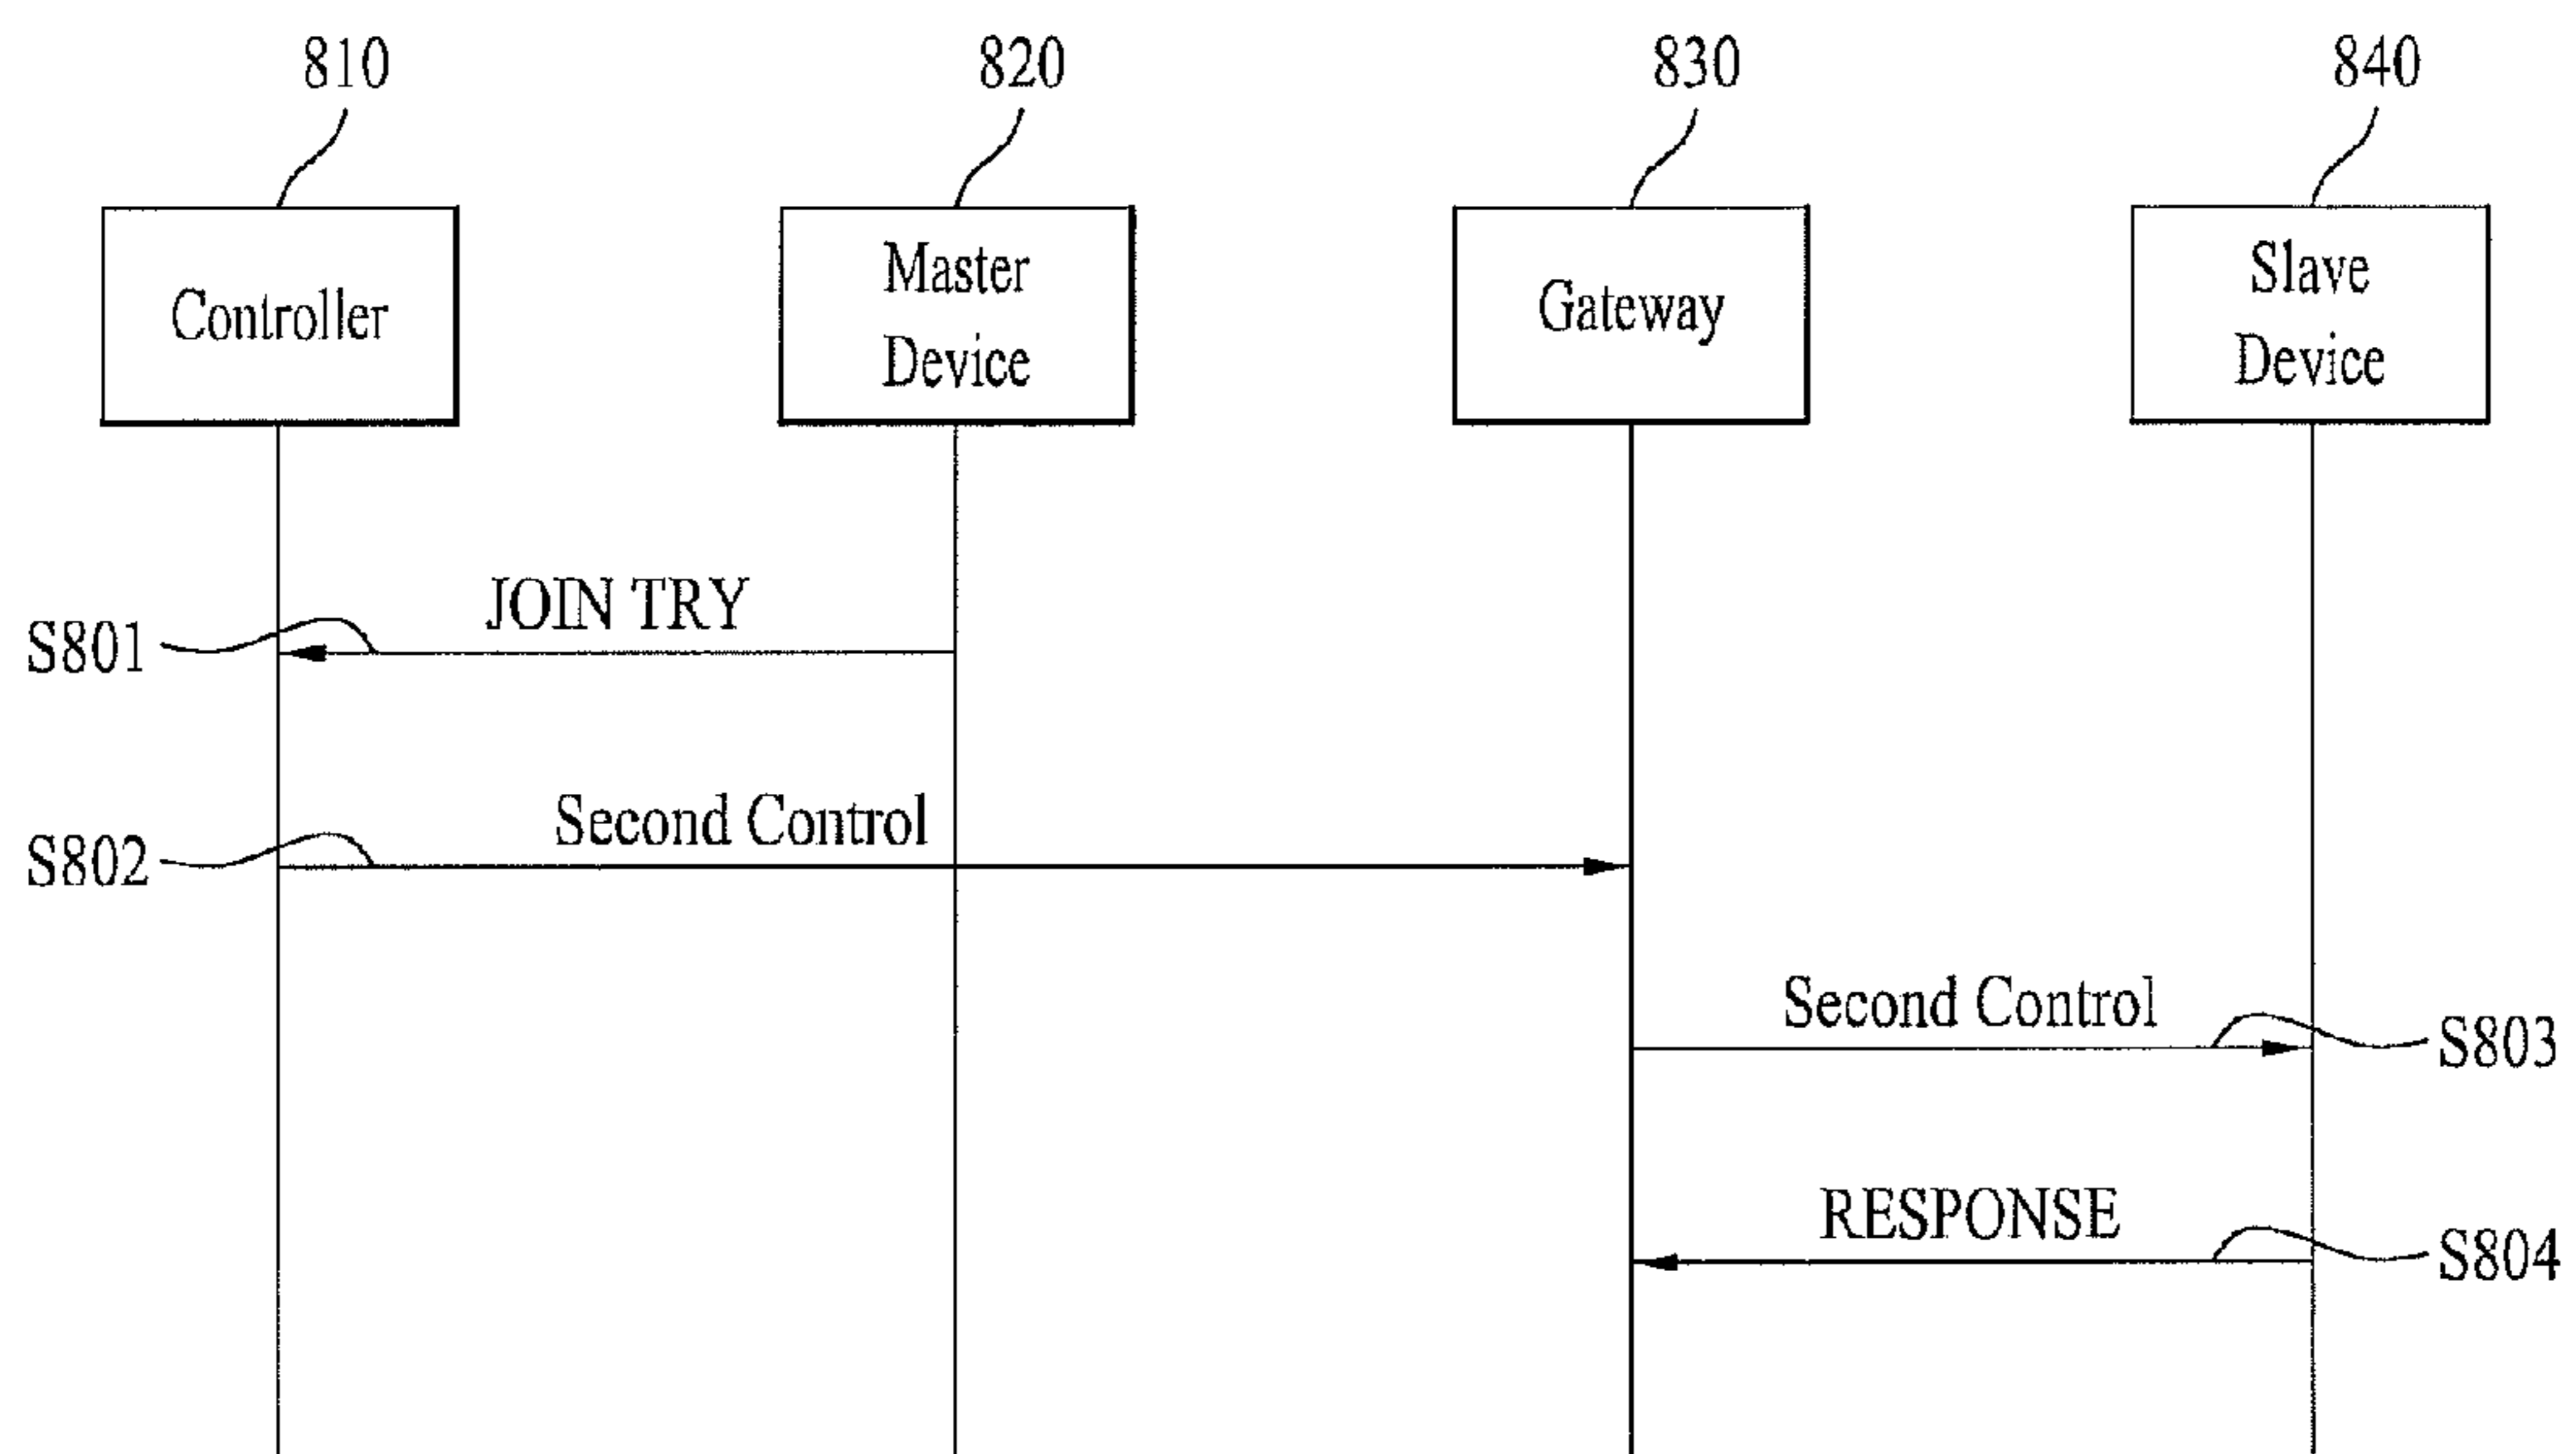 810
820
830
840
Controller
Master
Device
Gateway
Slave
Device
JOIN TRY
S801
Second Control
S802
Second Control
S803
RESPONSE
S804